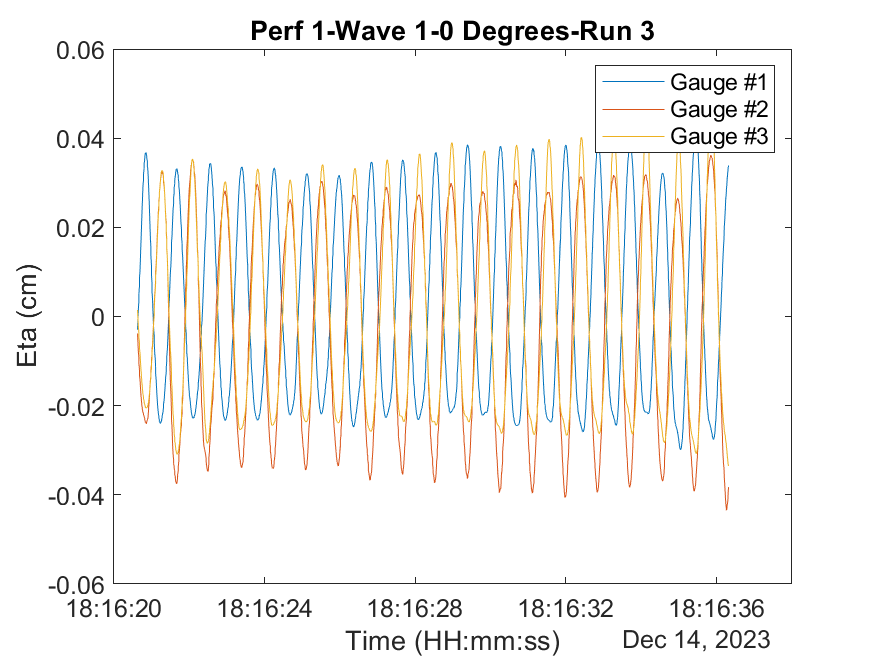 Perf 1-Wave 1-0 Degrees-Run 3
Gauge #1
Gauge #2
Gauge #3
0.06
0.04
0.02
0
-0.02
-0.04
-0.06
Eta (cm)
18:16:20 18:16:24 18:16:28 18:16:32 18:16:36
Time (HH:mm:ss)
Dec 14, 2023